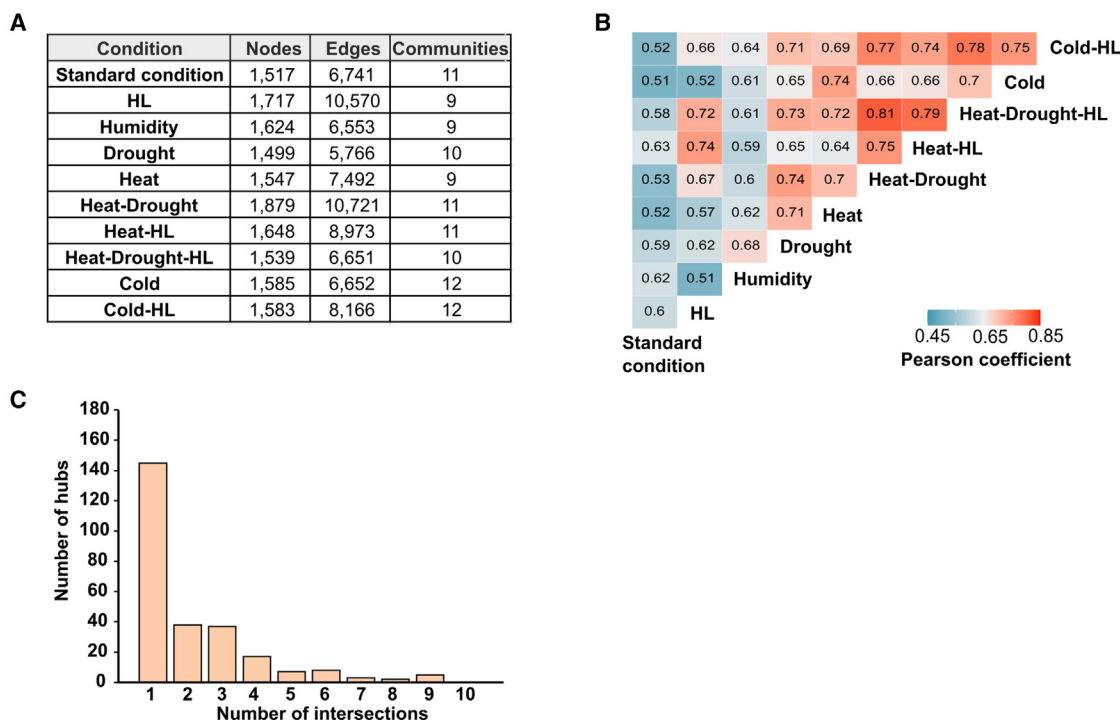 A
Condition Nodes Edges Communities
Standard condition 1,517 6,741 11
HL 1,717 10,570 9
Humidity 1,624 6,553 9
Drought 1,499 5,766 10
Heat 1,547 7,492 9
Heat-Drought 1,879 10,721 11
Heat-HL 1,648 8,973 11
Heat-Drought-HL 1,539 6,651 10
Cold 1,585 6,652 12
Cold-HL 1,583 8,166 12
B
0.52 0.66 0.64 0.71 0.69 0.77 0.74 0.78 0.75 Cold-HL
0.51 0.52 0.61 0.65 0.74 0.66 0.66 0.7 Cold
0.58 0.72 0.61 0.73 0.72 0.81 0.79 Heat-Drought-HL
0.63 0.74 0.59 0.65 0.64 0.75 Heat-HL
0.53 0.67 0.6 0.74 0.7 Heat-Drought
0.52 0.57 0.62 0.71 Heat
0.59 0.62 0.68 Drought
0.62 0.51 Humidity
0.6 HL
Standard
condition
0.45 0.65 0.85
Pearson coefficient
C
Number of hubs
180
160
140
120
100
80
60
40
20
0
1 2 3 4 5 6 7 8 9 10
Number of intersections